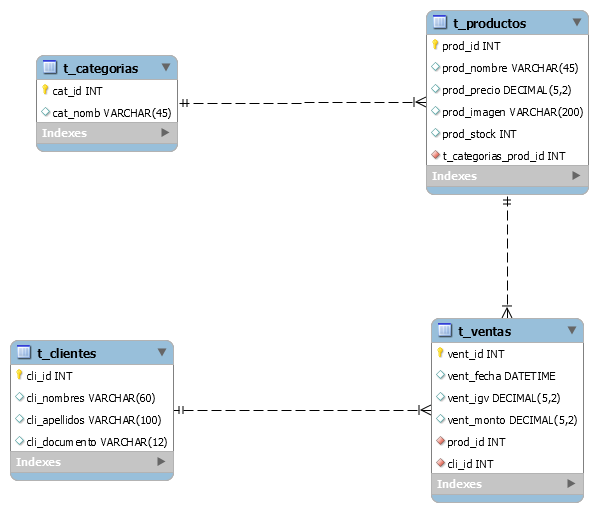 t_categorias
cat_id INT
cat_nomb VARCHAR(45)
Indexes
t_productos
prod_id INT
prod_nombre VARCHAR(45)
prod_precio DECIMAL(5,2)
prod_imagen VARCHAR(200)
prod_stock INT
t_categorias_prod_id INT
Indexes
t_clientes
cli_id INT
cli_nombres VARCHAR(60)
cli_apellidos VARCHAR(100)
cli_documento VARCHAR(12)
Indexes
t_ventas
vent_id INT
vent_fecha DATETIME
vent_igv DECIMAL(5,2)
vent_monto DECIMAL(5,2)
prod_id INT
cli_id INT
Indexes